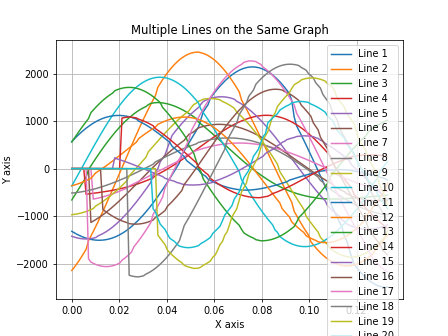 Multiple Lines on the Same Graph
Y axis
2000
1000
0
−1000
−2000
0.00
0.02
0.04
0.06
0.08
0.10
X axis
Line 1
Line 2
Line 3
Line 4
Line 5
Line 6
Line 7
Line 8
Line 9
Line 10
Line 11
Line 12
Line 13
Line 14
Line 15
Line 16
Line 17
Line 18
Line 19
Line 20